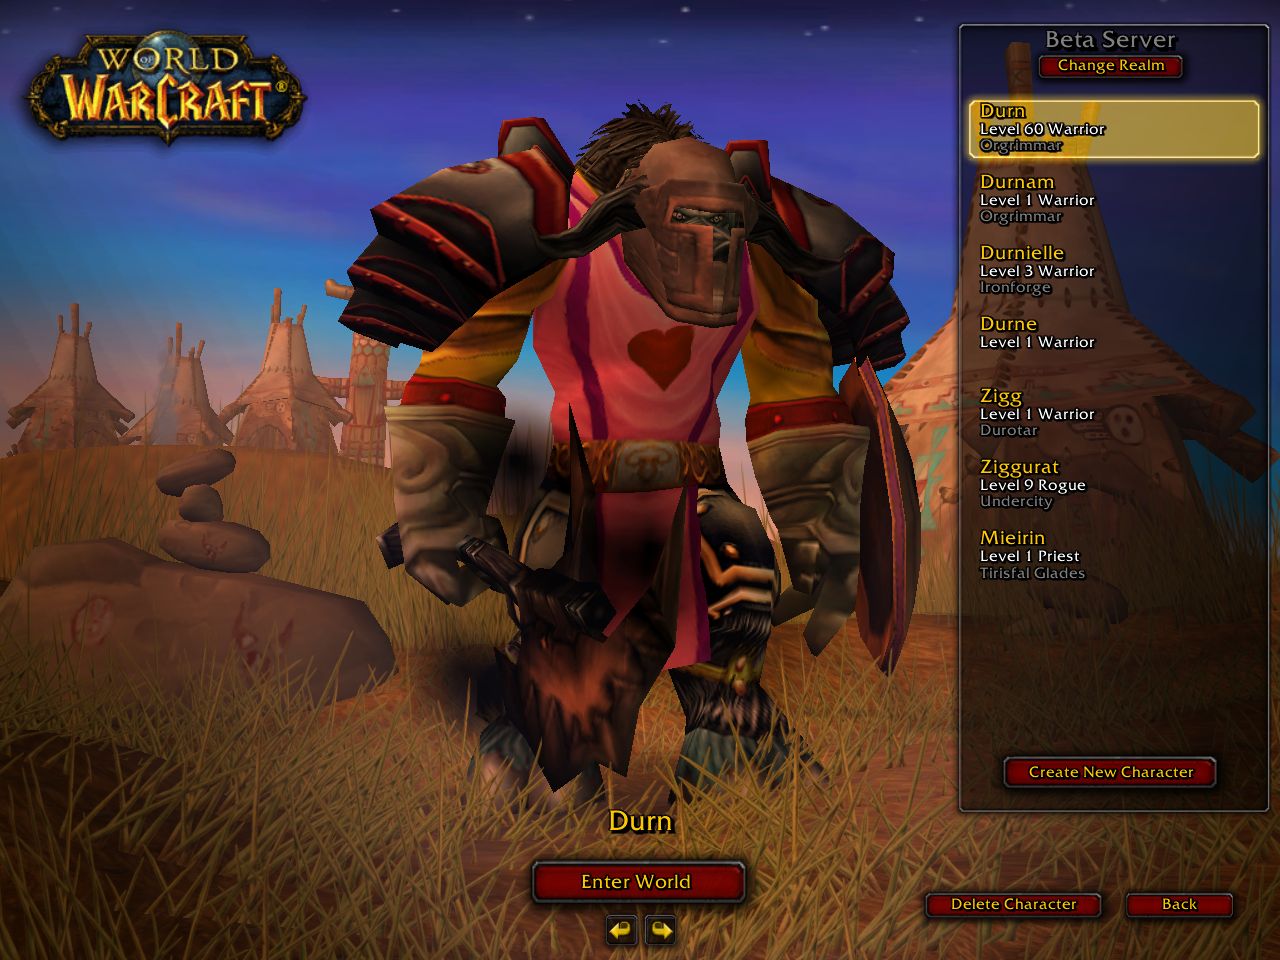 WORLD
OF
WARCRAFT®
Beta Server
Change Realm
Durn
Level 60 Warrior
Orgrimmar
Durnam
Level 1 Warrior
Orgrimmar
Durnielle
Level 3 Warrior
Ironforge
Durne
Level 1 Warrior
Zigg
Level 1 Warrior
Durotar
Ziggurat
Level 9 Rogue
Undercity
Mieirin
Level 1 Priest
Tirisfal Glades
Create New Character
Durn
Enter World
Delete Character
Back